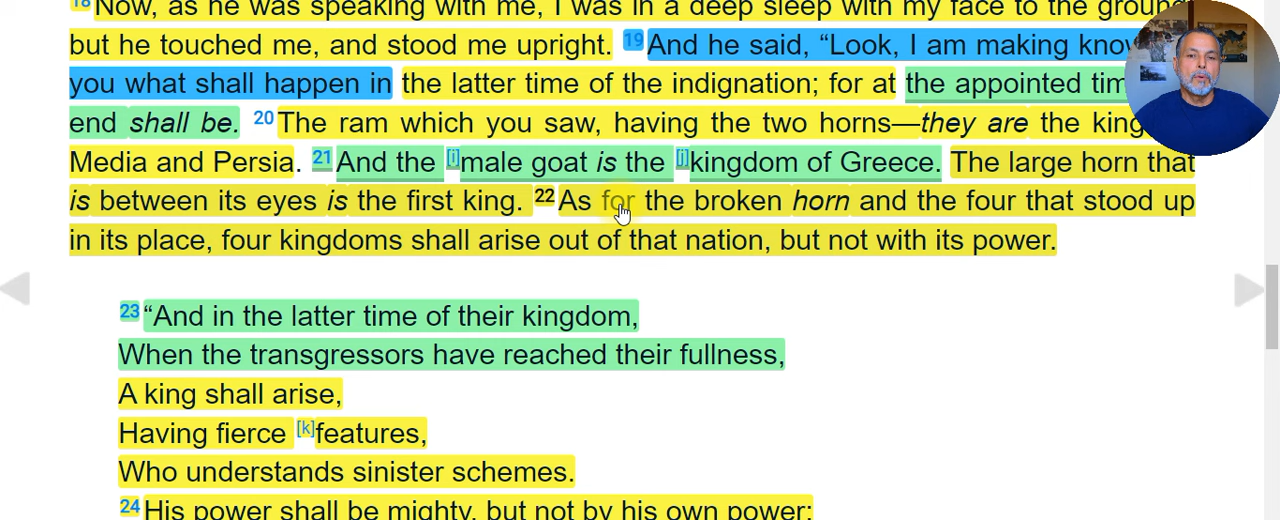 18 Now, as he was speaking with me, I was in a deep sleep with my face to the ground;
but he touched me, and stood me upright. 19 And he said, “Look, I am making
you what shall happen in the latter time of the indignation; for at the appointed
end shall be. 20 The ram which you saw, having the two horns—they are the
Media and Persia. 21 And the [i]male goat is the [j]kingdom of Greece. The large horn that
is between its eyes is the first king. 22 As for the broken horn and the four that stood up
in its place, four kingdoms shall arise out of that nation, but not with its power.
23 “And in the latter time of their kingdom,
When the transgressors have reached their fullness,
A king shall arise,
Having fierce [k]features,
Who understands sinister schemes.
24 His power shall be mighty, but not by his own power;